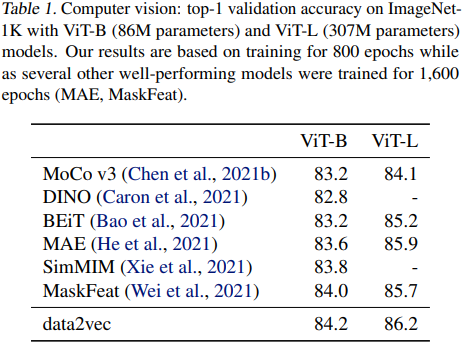 Table 1. Computer vision: top-1 validation accuracy on ImageNet-
1K with ViT-B (86M parameters) and ViT-L (307M parameters)
models. Our results are based on training for 800 epochs while
as several other well-performing models were trained for 1,600
epochs (MAE, MaskFeat).
ViT-B ViT-L
MoCo v3 (Chen et al., 2021b) 83.2 84.1
DINO (Caron et al., 2021) 82.8 -
BEiT (Bao et al., 2021) 83.2 85.2
MAE (He et al., 2021) 83.6 85.9
SimMIM (Xie et al., 2021) 83.8 -
MaskFeat (Wei et al., 2021) 84.0 85.7
data2vec 84.2 86.2